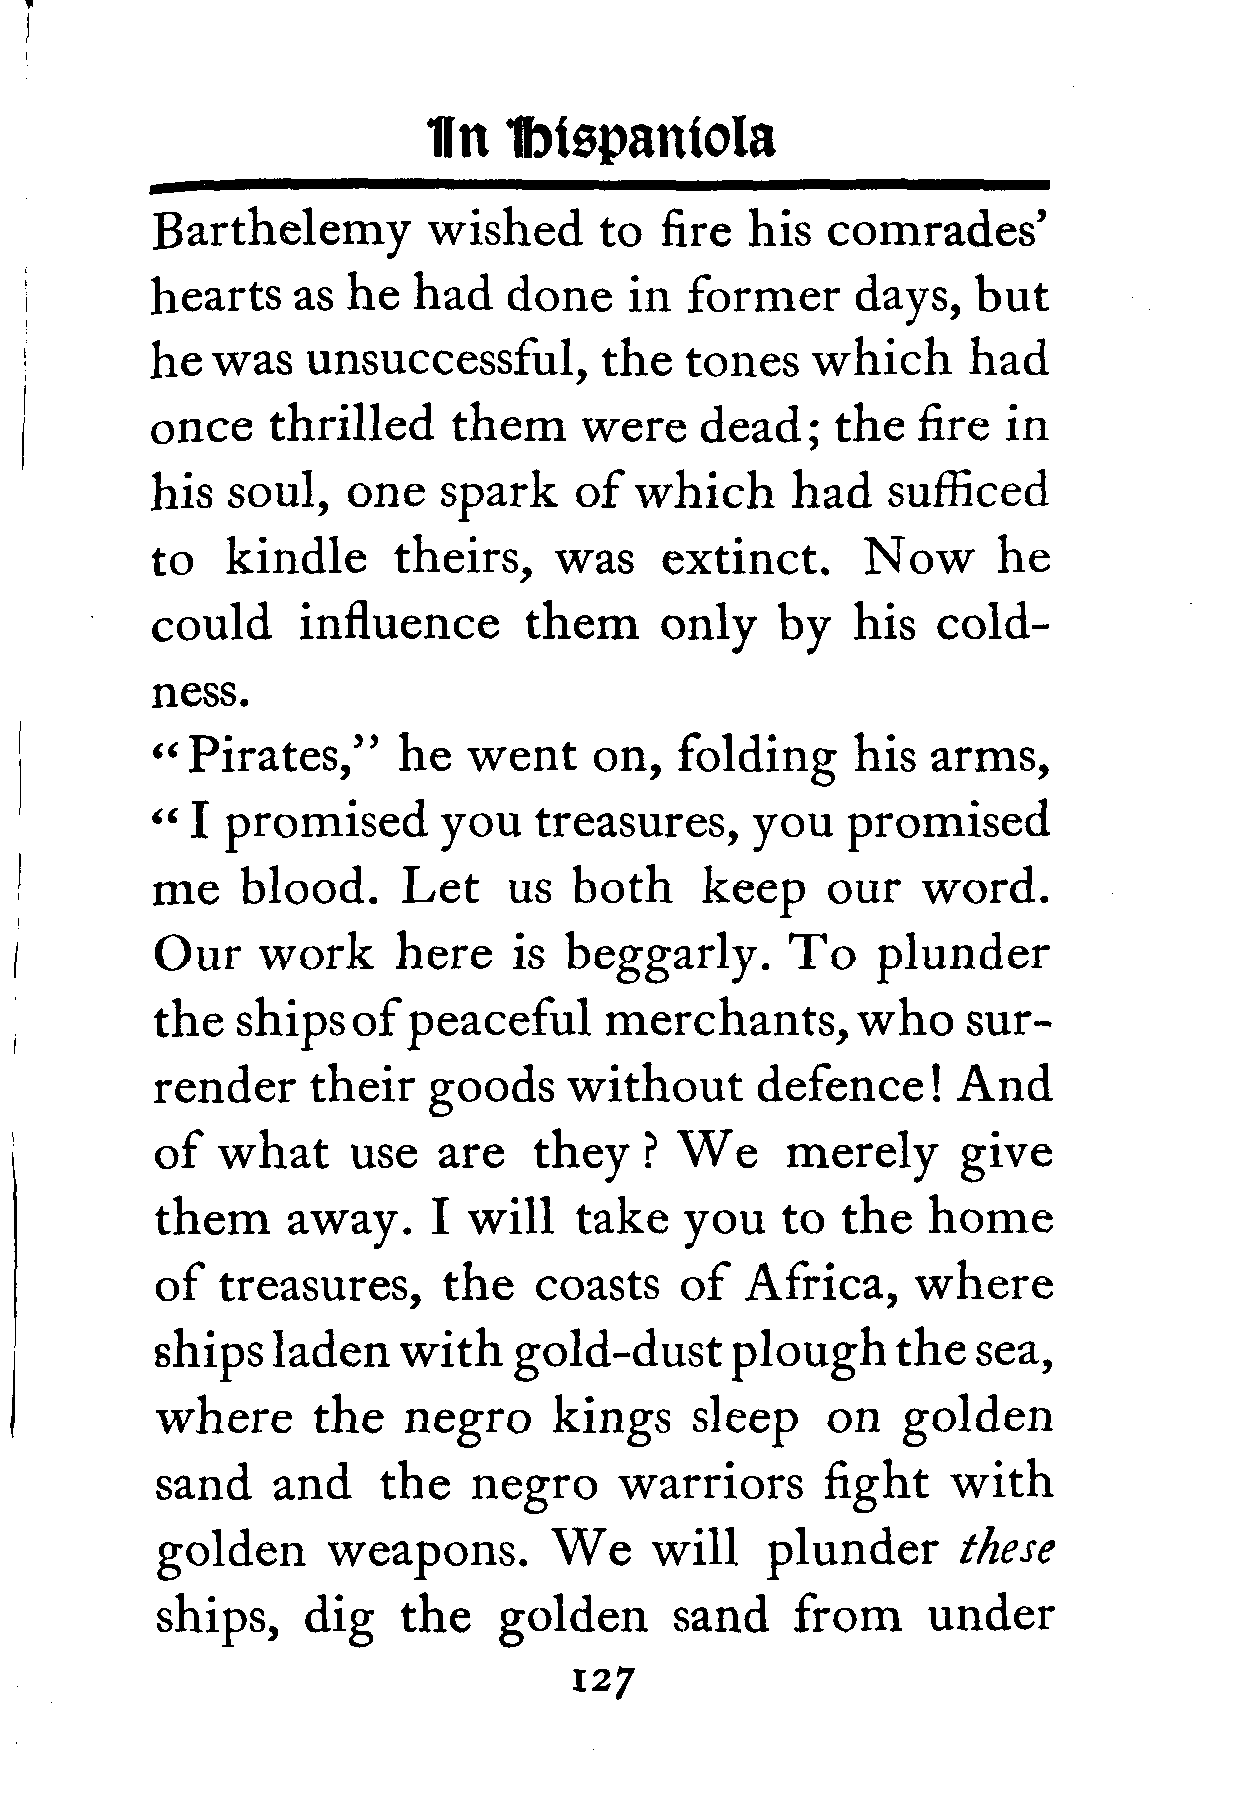 In Hispaniola
Barthelemy wished to fire his comrades'
hearts as he had done in former days, but
he was unsuccessful, the tones which had
once thrilled them were dead; the fire in
his soul, one spark of which had sufficed
to kindle theirs, was extinct. Now he
could influence them only by his cold-
ness.
“Pirates,” he went on, folding his arms,
“I promised you treasures, you promised
me blood. Let us both keep our word.
Our work here is beggarly. To plunder
the ships of peaceful merchants, who sur-
render their goods without defence! And
of what use are they? We merely give
them away. I will take you to the home
of treasures, the coasts of Africa, where
ships laden with gold-dust plough the sea,
where the negro kings sleep on golden
sand and the negro warriors fight with
golden weapons. We will plunder these
ships, dig the golden sand from under
127